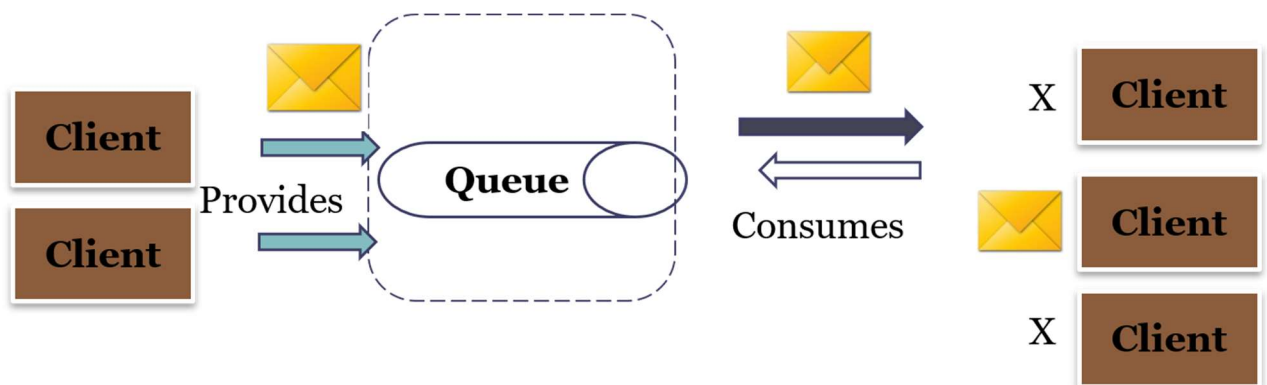 Client
Client
Provides
Queue
Consumes
X Client
Client
X Client